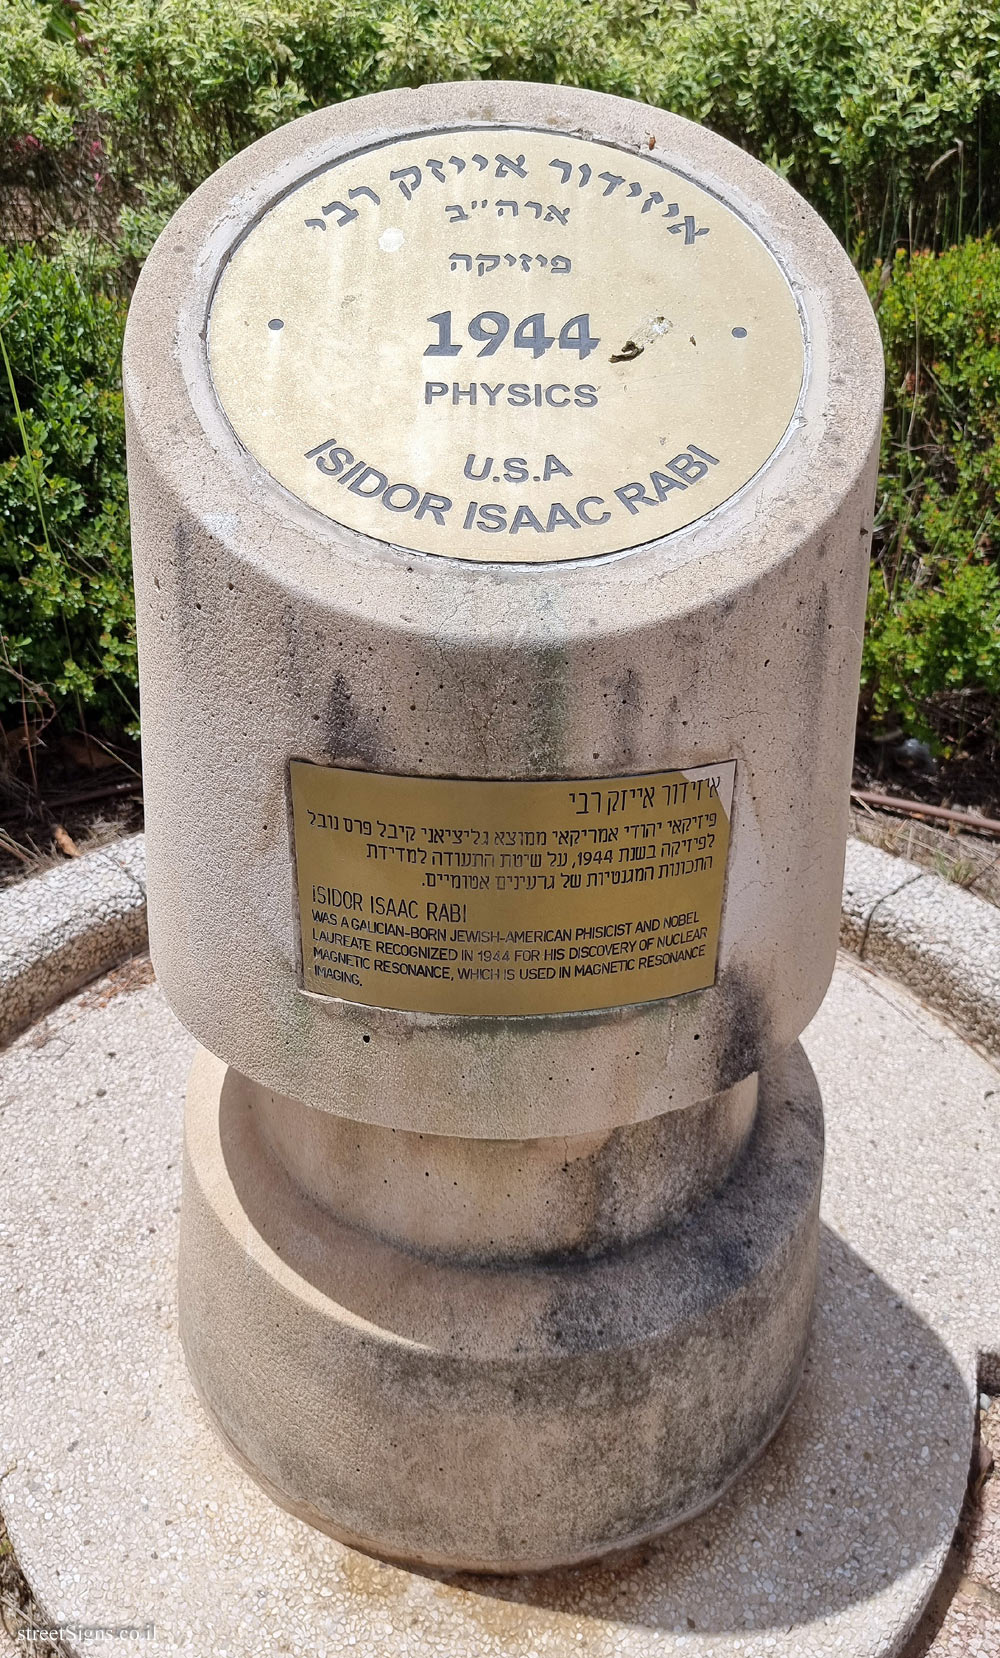 איזידור אייזק רבי
ארה"ב
פיזיקה
1944
PHYSICS
U.S.A
ISIDOR ISAAC RABI
איזידור אייזק רבי
פיזיקאי יהודי אמריקאי ממוצא גליציאני קיבל פרס נובל
לפיזיקה בשנת 1944, על שיטת התעודה למדידת
התכונות המגנטיות של גרעינים אטומיים.
ISIDOR ISAAC RABI
WAS A GALICIAN-BORN JEWISH-AMERICAN PHISICIST AND NOBEL
LAUREATE RECOGNIZED IN 1944 FOR HIS DISCOVERY OF NUCLEAR
MAGNETIC RESONANCE, WHICH IS USED IN MAGNETIC RESONANCE
IMAGING.
streetSigns.co.il